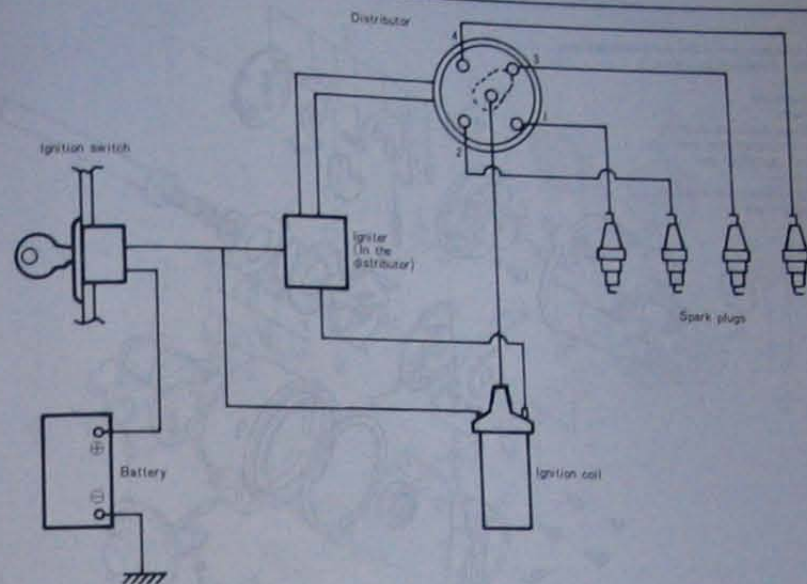 Distributor
4
3
1
2
Ignition switch
Igniter
(In the
distributor)
Spark plugs
⊕
Battery
⊖
Ignition coil